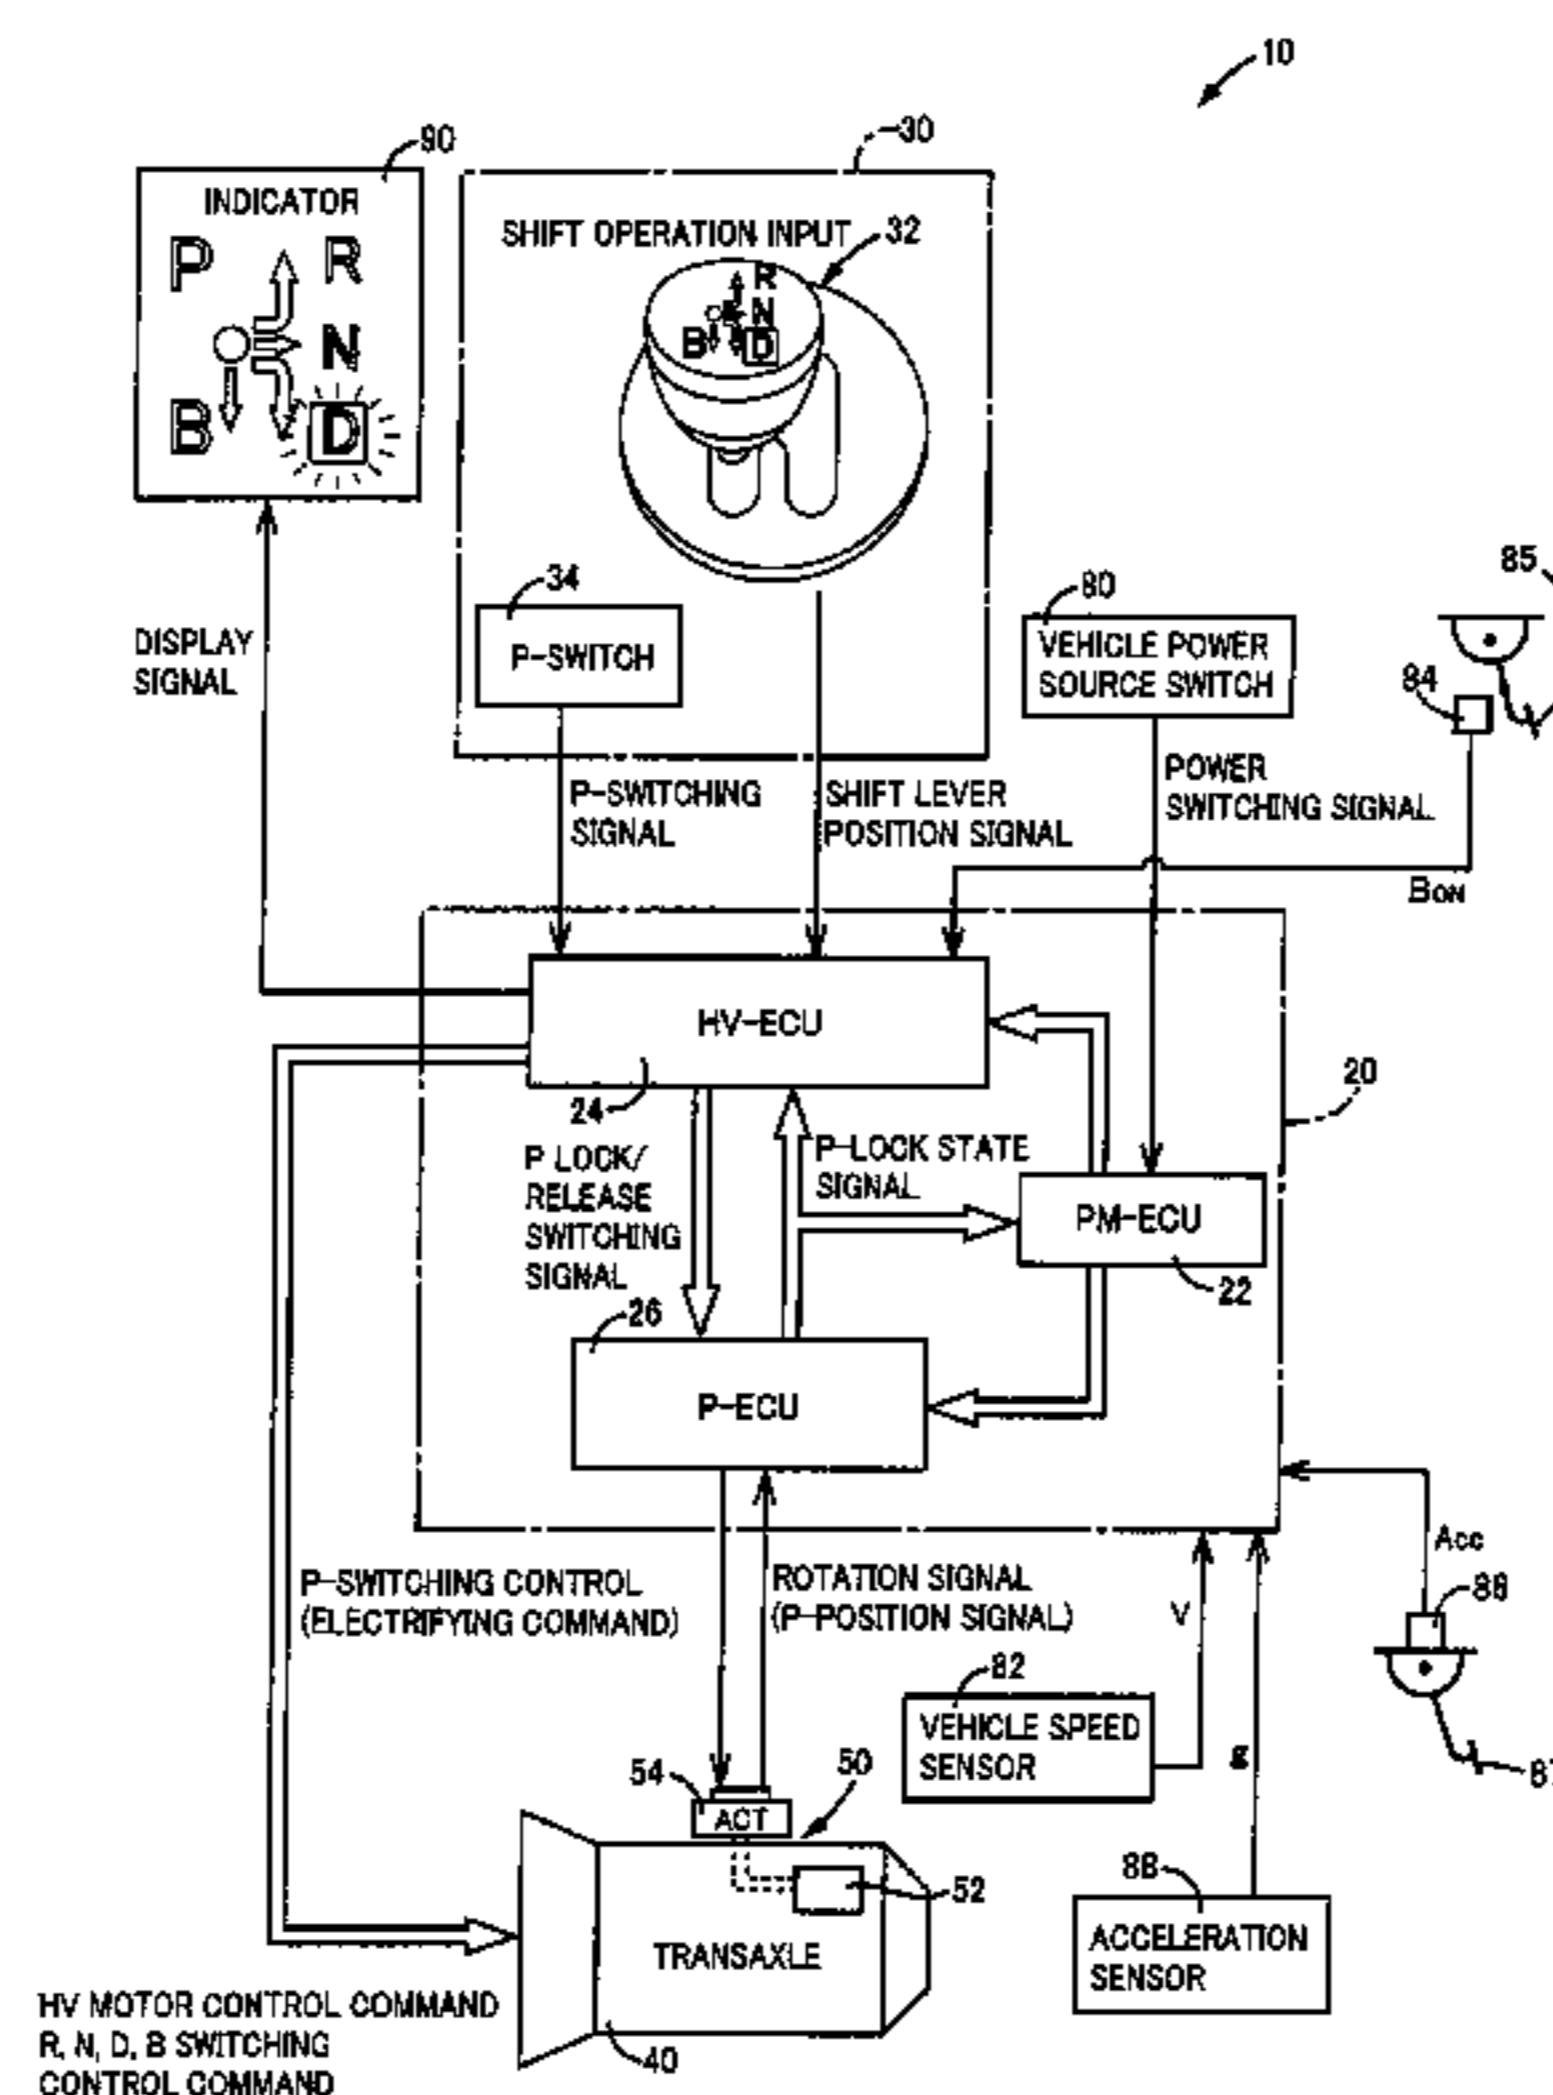 10
90
30
INDICATOR
P R
N
B D
SHIFT OPERATION INPUT
32
R
N
B D
34
P-SWITCH
80
VEHICLE POWER
SOURCE SWITCH
85
84
DISPLAY
SIGNAL
P-SWITCHING
SIGNAL
SHIFT LEVER
POSITION SIGNAL
POWER
SWITCHING SIGNAL
BON
HV-ECU
24
20
P LOCK/
RELEASE
SWITCHING
SIGNAL
P-LOCK STATE
SIGNAL
PM-ECU
22
26
P-ECU
P-SWITCHING CONTROL
(ELECTRIFYING COMMAND)
ROTATION SIGNAL
(P-POSITION SIGNAL)
V
g
Acc
86
82
VEHICLE SPEED
SENSOR
54
ACT
50
52
TRANSAXLE
40
88
ACCELERATION
SENSOR
HV MOTOR CONTROL COMMAND
R, N, D, B SWITCHING
CONTROL COMMAND